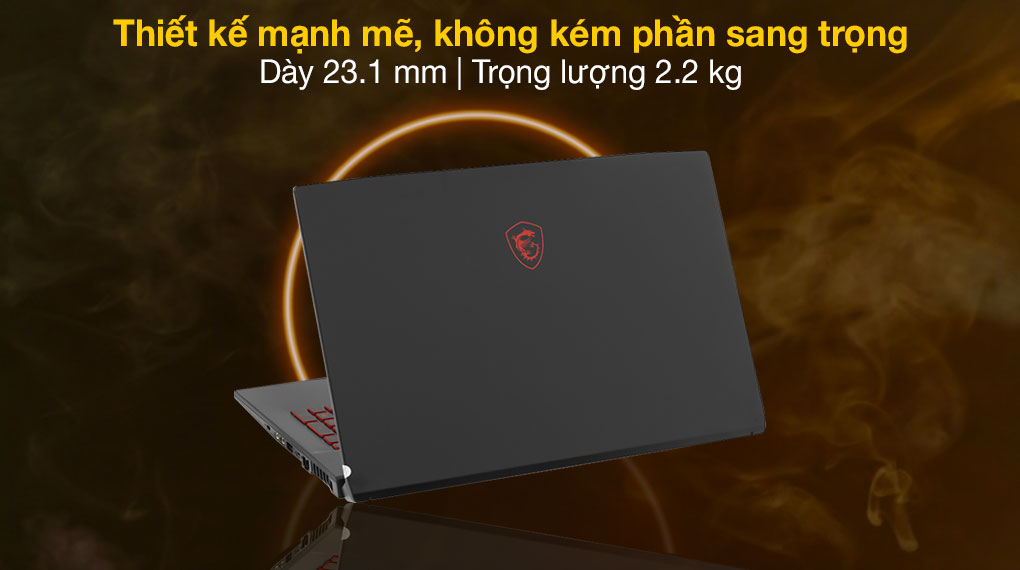 Thiết kế mạnh mẽ, không kém phần sang trọng
Dày 23.1 mm | Trọng lượng 2.2 kg